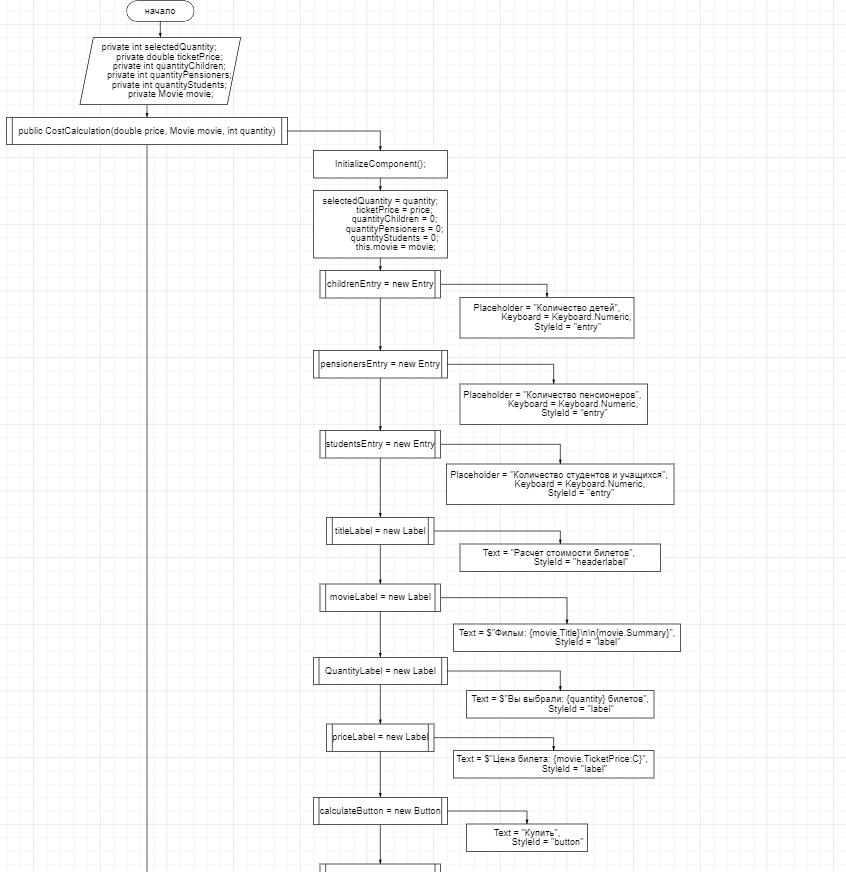 начало
private int selectedQuantity;
private double ticketPrice;
private int quantityChildren;
private int quantityPensioners;
private int quantityStudents;
private Movie movie;
public CostCalculation(double price, Movie movie, int quantity)
InitializeComponent();
selectedQuantity = quantity;
ticketPrice = price;
quantityChildren = 0;
quantityPensioners = 0;
quantityStudents = 0;
this.movie = movie;
childrenEntry = new Entry
Placeholder = "Количество детей",
Keyboard = Keyboard.Numeric,
StyleId = "entry"
pensionersEntry = new Entry
Placeholder = "Количество пенсионеров",
Keyboard = Keyboard.Numeric,
StyleId = "entry"
studentsEntry = new Entry
Placeholder = "Количество студентов и учащихся",
Keyboard = Keyboard.Numeric,
StyleId = "entry"
titleLabel = new Label
Text = "Расчет стоимости билетов",
StyleId = "headerlabel"
movieLabel = new Label
Text = $"Фильм: {movie.Title}\n\n{movie.Summary}",
StyleId = "label"
QuantityLabel = new Label
Text = $"Вы выбрали: {quantity} билетов",
StyleId = "label"
priceLabel = new Label
Text = $"Цена билета: {movie.TicketPrice:C}",
StyleId = "label"
calculateButton = new Button
Text = "Купить",
StyleId = "button"